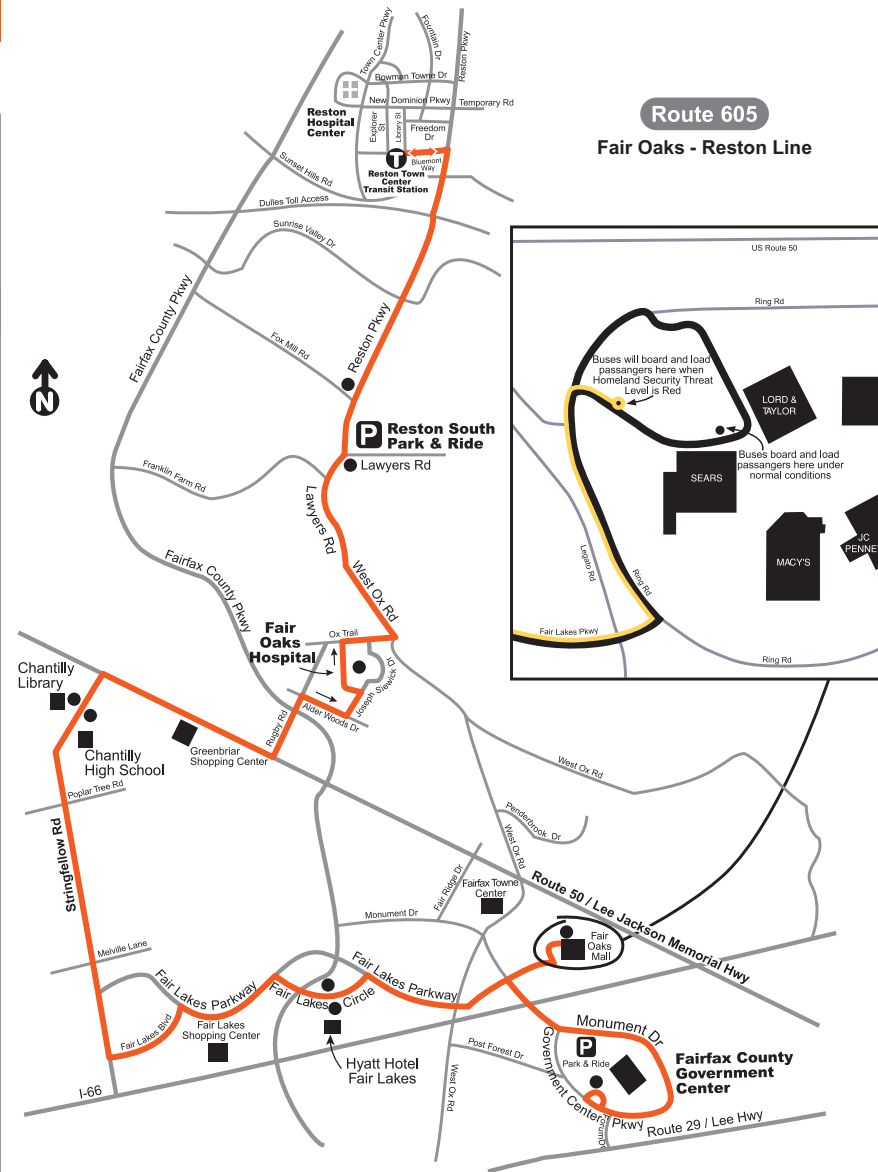 Route 605
Fair Oaks - Reston Line
Town Center Pkwy
Fountain Dr
Reston Pkwy
Bowman Towne Dr
New Dominion Pkwy
Temporary Rd
Reston
Hospital
Center
Explorer
St
Library St
Freedom
Dr
T
Bluemont
Way
Reston Town
Center
Transit Station
Sunset Hills Rd
Dulles Toll Access
Sunrise Valley Dr
Fairfax County Pkwy
Reston Pkwy
Fox Mill Rd
N
P
Reston South
Park & Ride
Lawyers Rd
Franklin Farm Rd
Lawyers Rd
Fairfax County Pkwy
West Ox Rd
Fair
Oaks
Hospital
Ox Trail
Joseph Siewick Dr
Alder Woods Dr
Rugby Rd
US Route 50
Ring Rd
Buses will board and load
passangers here when
Homeland Security Threat
Level is Red
LORD &
TAYLOR
Buses board and load
passangers here under
normal conditions
SEARS
MACY'S
JC
Legato Rd
Ring Rd
Fair Lakes Pkwy
Ring Rd
Chantilly
Library
Chantilly
High School
Greenbriar
Shopping Center
Poplar Tree Rd
Stringfellow Rd
West Ox Rd
Penderbrook Dr
West Ox Rd
Fair Ridge Dr
Fairfax Towne
Center
Route 50 / Lee Jackson Memorial Hwy
Monument Dr
Fair
Oaks
Mall
Melville Lane
Fair Lakes Parkway
Fair Lakes Circle
Fair Lakes Parkway
Fair Lakes Blvd
Fair Lakes
Shopping Center
Hyatt Hotel
Fair Lakes
I-66
Monument Dr
P
Park & Ride
Post Forest Dr
Government Center Pkwy
Fairfax County
Government
Center
West Ox Rd
Forum Dr
Route 29 / Lee Hwy